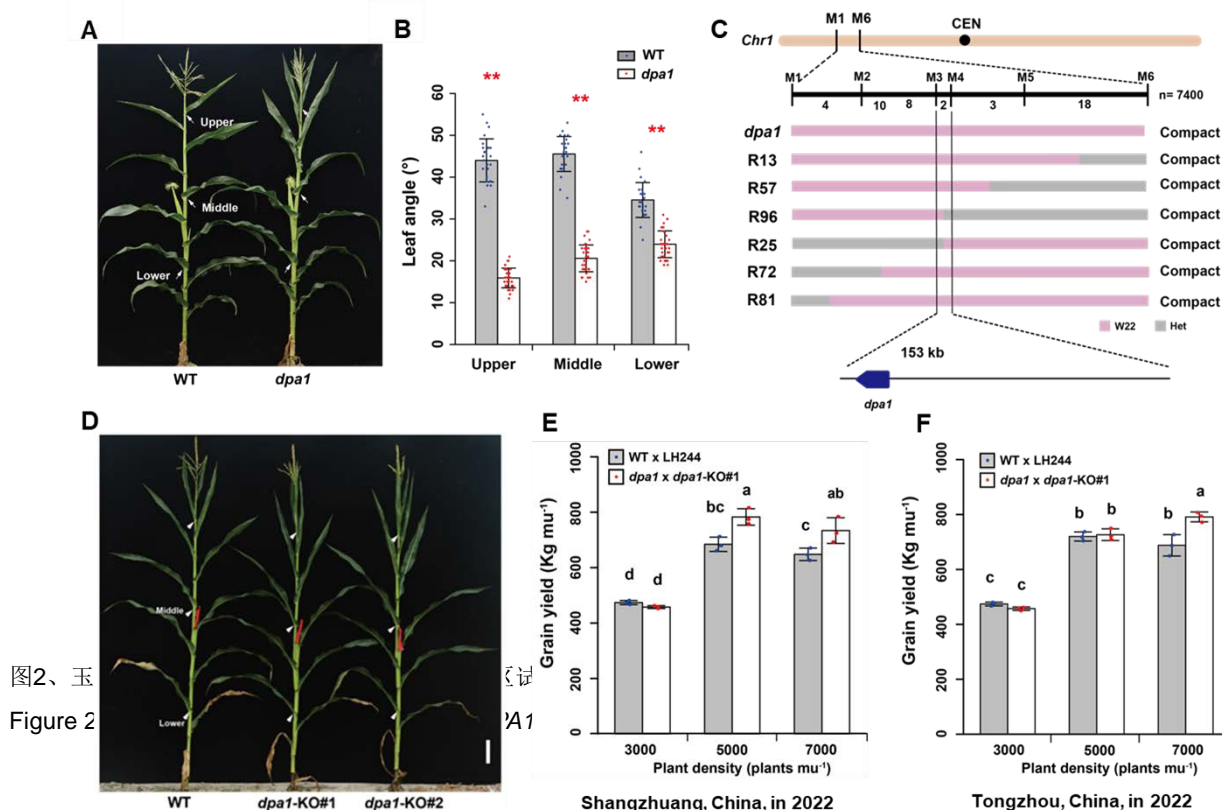 A
Upper
Middle
Lower
WT
dpa1
B
WT
dpa1
**
**
**
Leaf angle (°)
60
50
40
30
20
10
0
Upper
Middle
Lower
C
M1
M6
CEN
Chr1
M1
M2
M3
M4
M5
M6
4
10
8
2
3
18
n= 7400
dpa1
Compact
R13
Compact
R57
Compact
R96
Compact
R25
Compact
R72
Compact
R81
Compact
W22
Het
153 kb
dpa1
D
Middle
Lower
WT
dpa1-KO#1
dpa1-KO#2
图2、玉
区试
Figure 2
PA1
E
WT x LH244
dpa1 x dpa1-KO#1
Grain yield (Kg mu-1)
1000
800
600
400
200
0
d
d
bc
a
c
ab
3000
5000
7000
Plant density (plants mu-1)
Shangzhuang, China, in 2022
F
WT x LH244
dpa1 x dpa1-KO#1
Grain yield (Kg mu-1)
1000
800
600
400
200
0
c
c
b
b
b
a
3000
5000
7000
Plant density (plants mu-1)
Tongzhou, China, in 2022